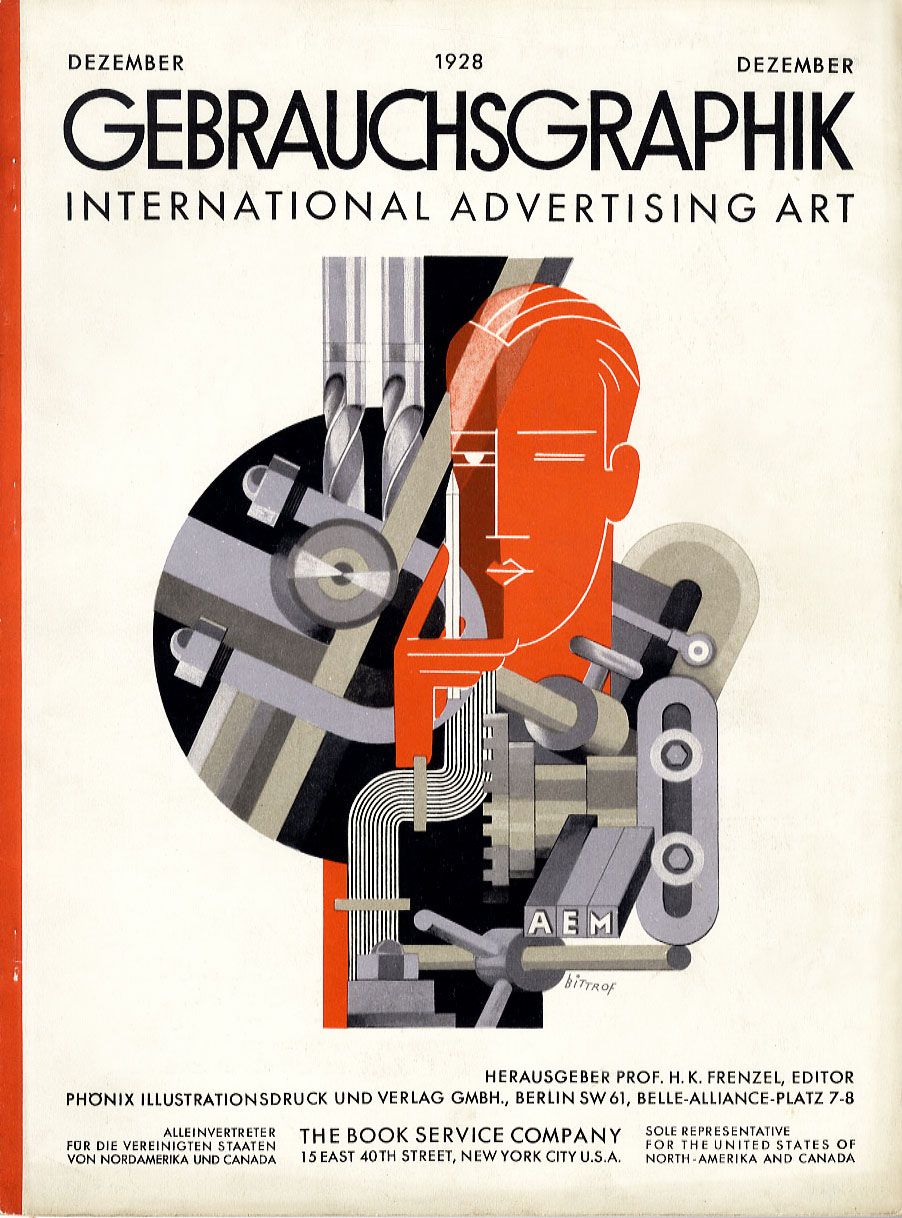 DEZEMBER 1928 DEZEMBER
GEBRAUCHSGRAPHIK
INTERNATIONAL ADVERTISING ART
AEM
BITTROF
HERAUSGEBER PROF. H. K. FRENZEL, EDITOR
PHÖNIX ILLUSTRATIONSDRUCK UND VERLAG GMBH., BERLIN SW 61, BELLE-ALLIANCE-PLATZ 7-8
ALLEINVERTRETER
FÜR DIE VEREINIGTEN STAATEN
VON NORDAMERIKA UND CANADA
THE BOOK SERVICE COMPANY
15 EAST 40TH STREET, NEW YORK CITY U.S.A.
SOLE REPRESENTATIVE
FOR THE UNITED STATES OF
NORTH-AMERIKA AND CANADA